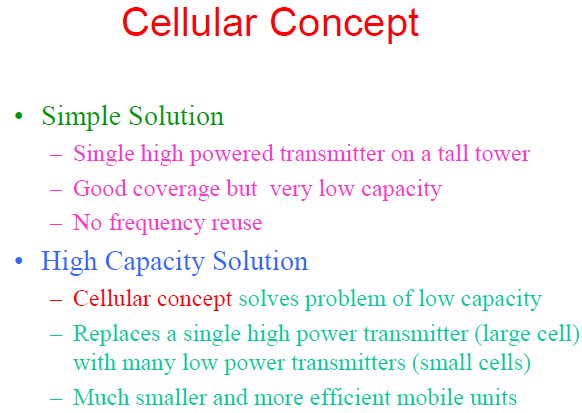 Cellular Concept
• Simple Solution
– Single high powered transmitter on a tall tower
– Good coverage but very low capacity
– No frequency reuse
• High Capacity Solution
– Cellular concept solves problem of low capacity
– Replaces a single high power transmitter (large cell)
with many low power transmitters (small cells)
– Much smaller and more efficient mobile units